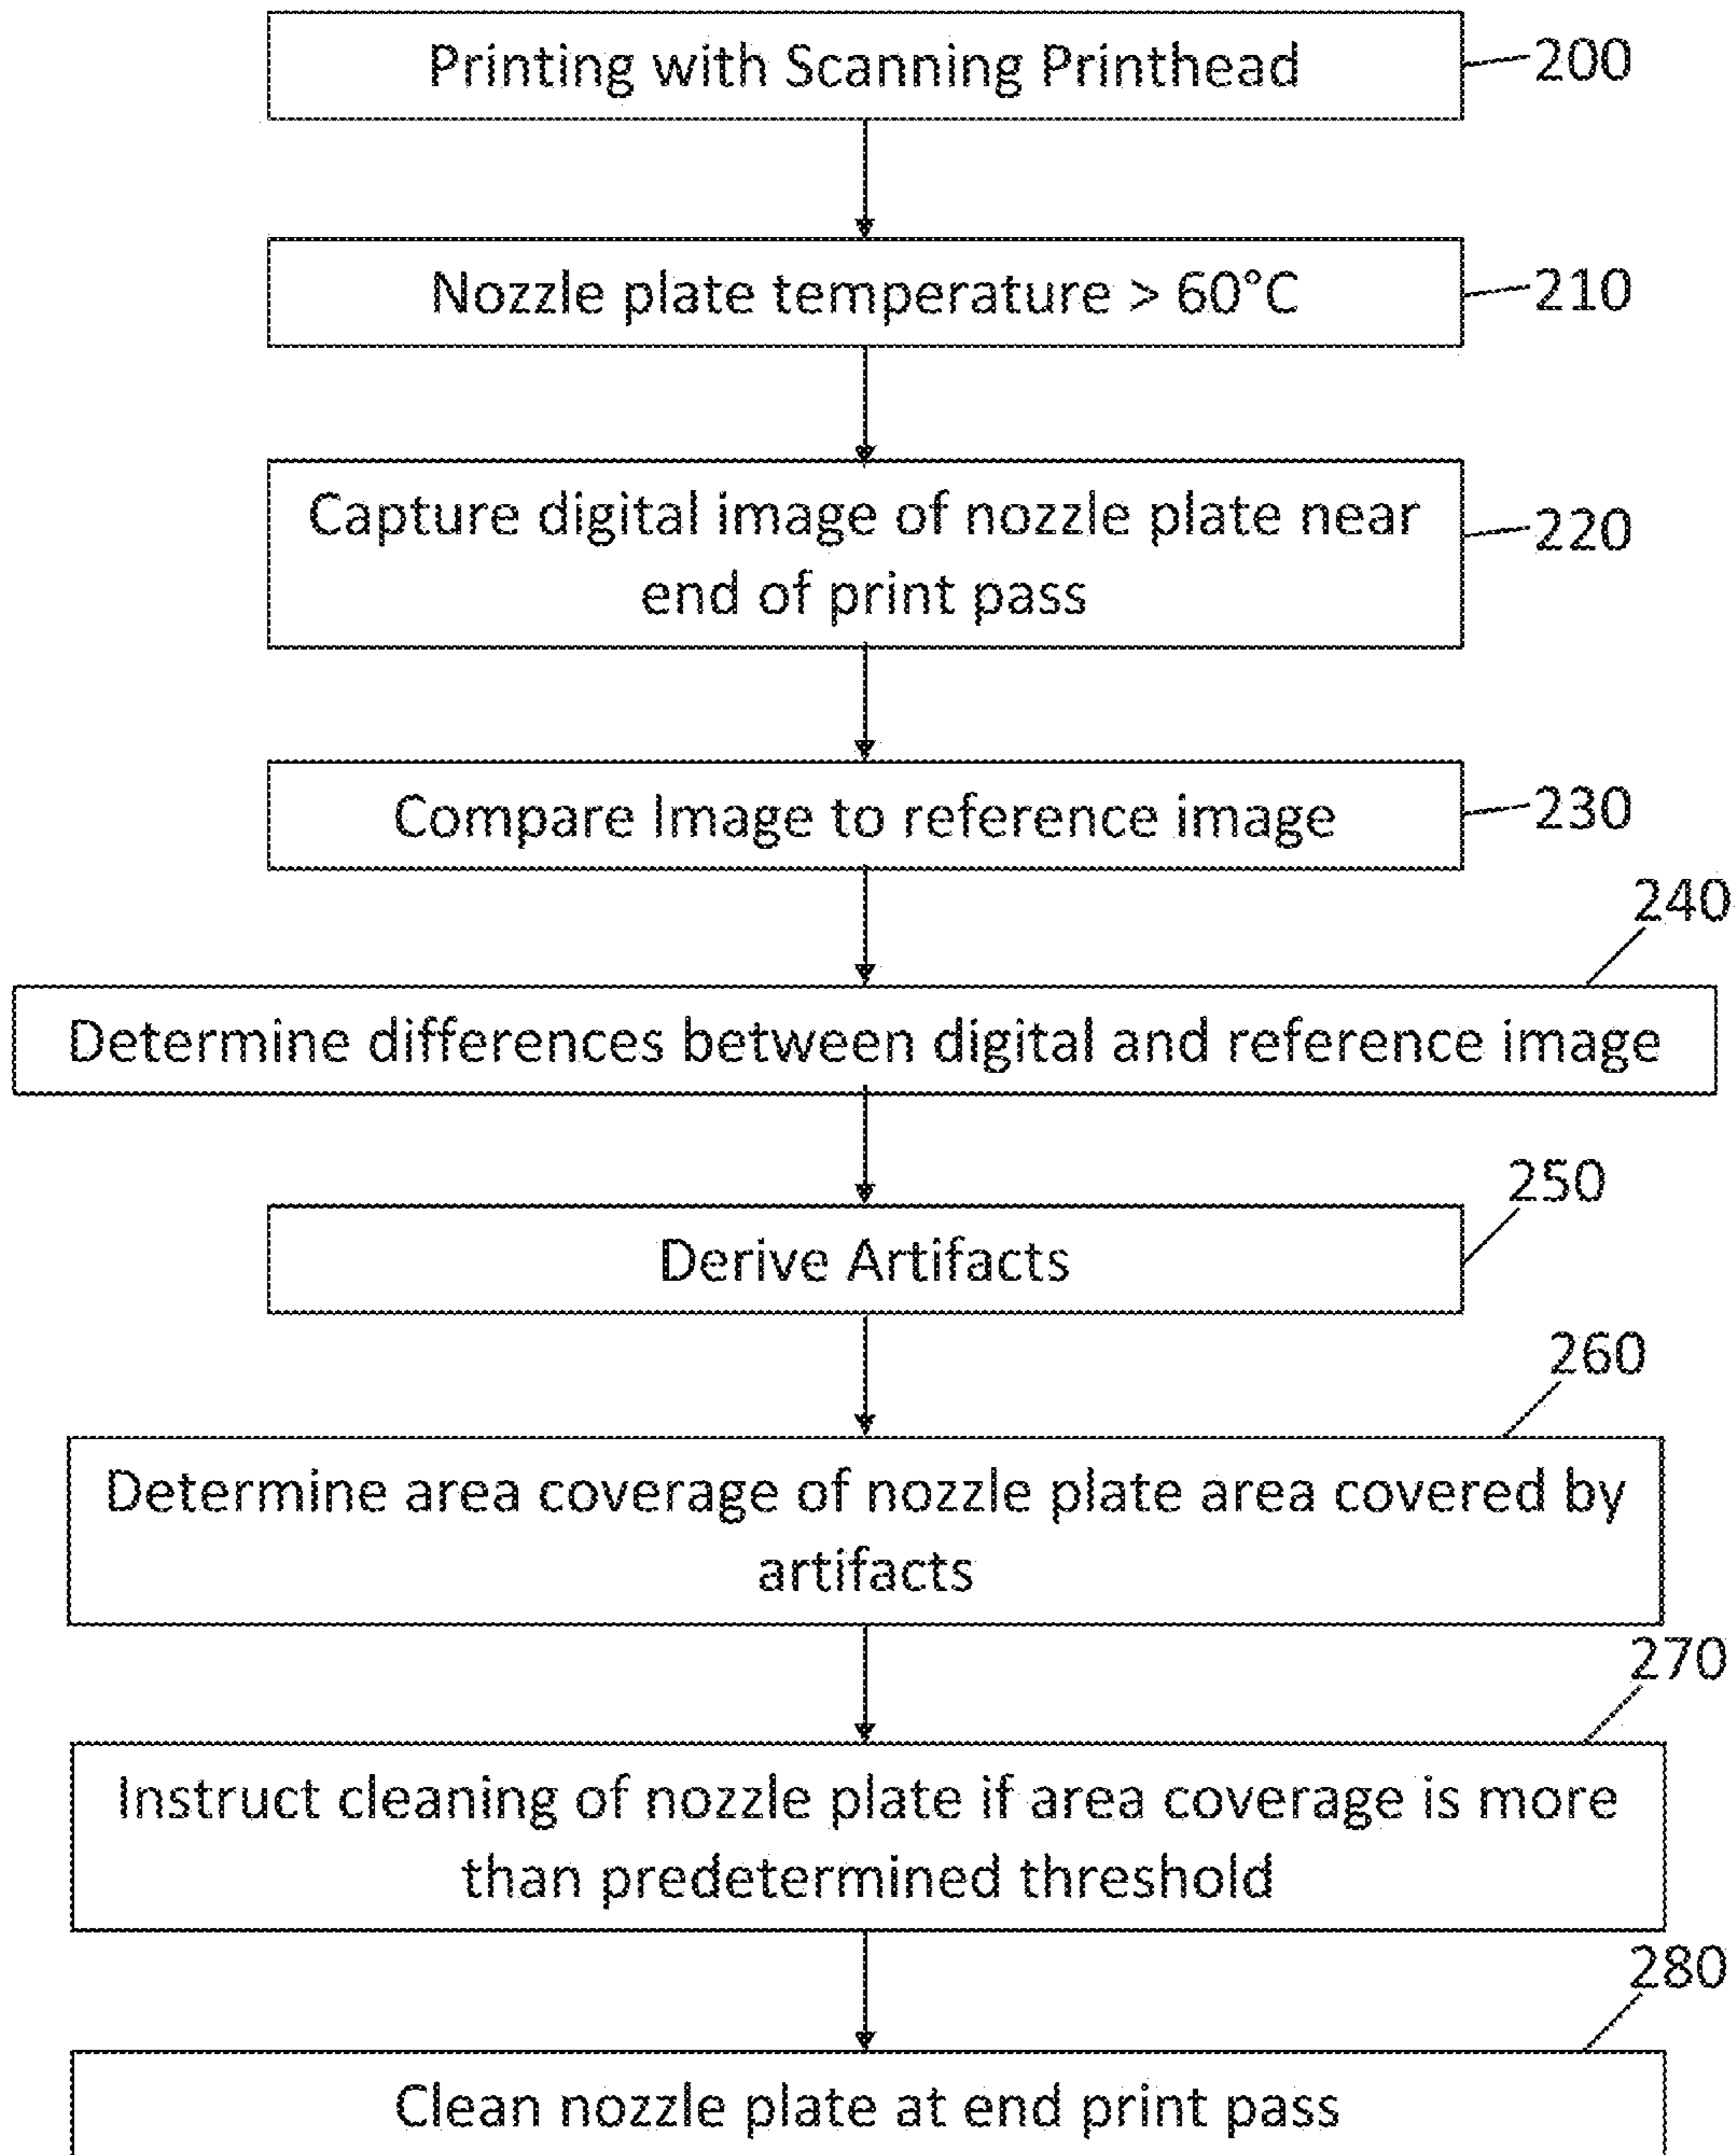 Printing with Scanning Printhead
200
Nozzle plate temperature > 60°C
210
Capture digital image of nozzle plate near
end of print pass
220
Compare Image to reference image
230
240
Determine differences between digital and reference image
250
Derive Artifacts
260
Determine area coverage of nozzle plate area covered by
artifacts
270
Instruct cleaning of nozzle plate if area coverage is more
than predetermined threshold
280
Clean nozzle plate at end print pass